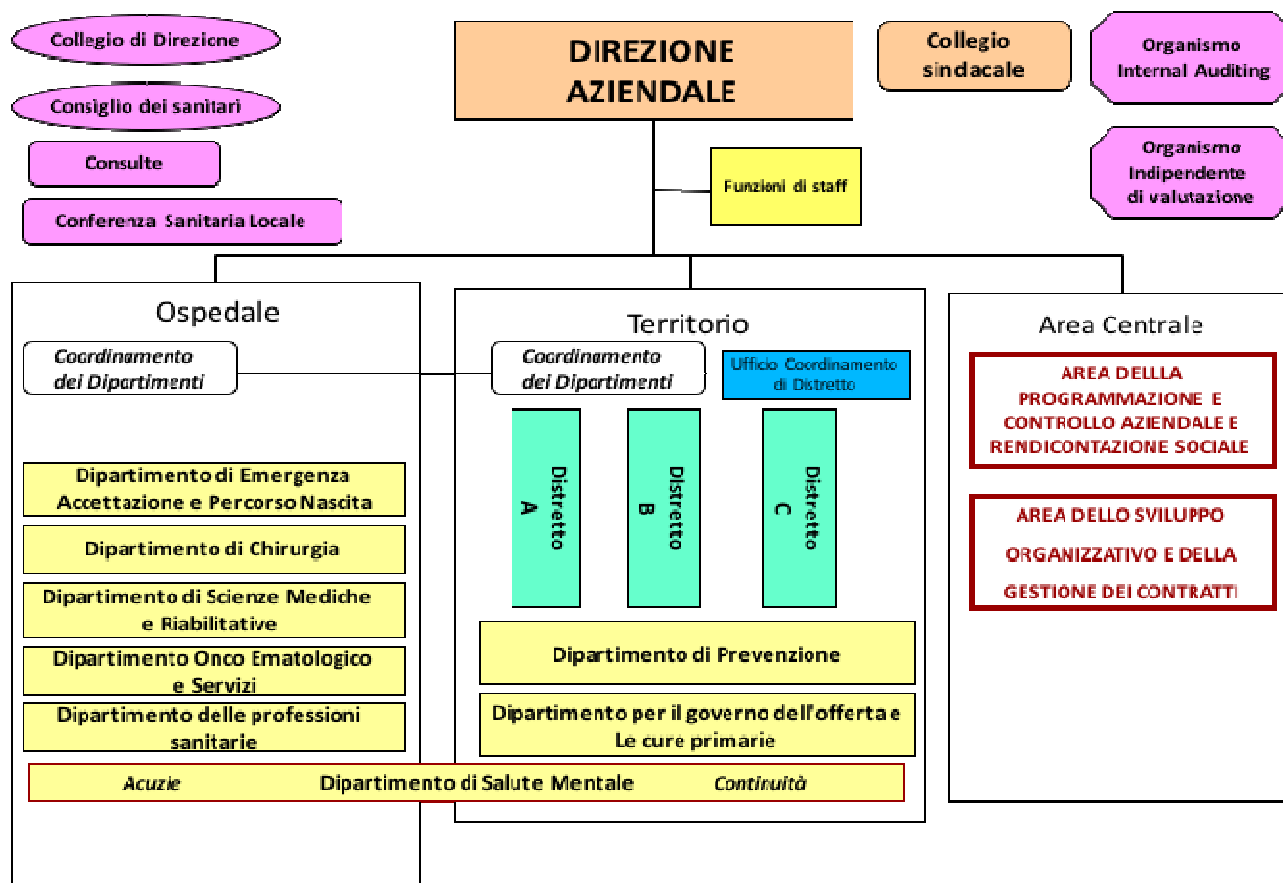 Collegio di Direzione
Consiglio dei sanitari
Consulte
Conferenza Sanitaria Locale
DIREZIONE
AZIENDALE
Collegio
sindacale
Organismo
Internal Auditing
Organismo
Indipendente
di valutazione
Funzioni di staff
Ospedale
Coordinamento
dei Dipartimenti
Dipartimento di Emergenza
Accettazione e Percorso Nascita
Dipartimento di Chirurgia
Dipartimento di Scienze Mediche
e Riabilitative
Dipartimento Onco Ematologico
e Servizi
Dipartimento delle professioni
sanitarie
Territorio
Coordinamento
dei Dipartimenti
Ufficio Coordinamento
di Distretto
Distretto
A
Distretto
B
Distretto
C
Dipartimento di Prevenzione
Dipartimento per il governo dell'offerta e
Le cure primarie
Acuzie Dipartimento di Salute Mentale Continuità
Area Centrale
AREA DELLLA
PROGRAMMAZIONE E
CONTROLLO AZIENDALE E
RENDICONTAZIONE SOCIALE
AREA DELLO SVILUPPO
ORGANIZZATIVO E DELLA
GESTIONE DEI CONTRATTI